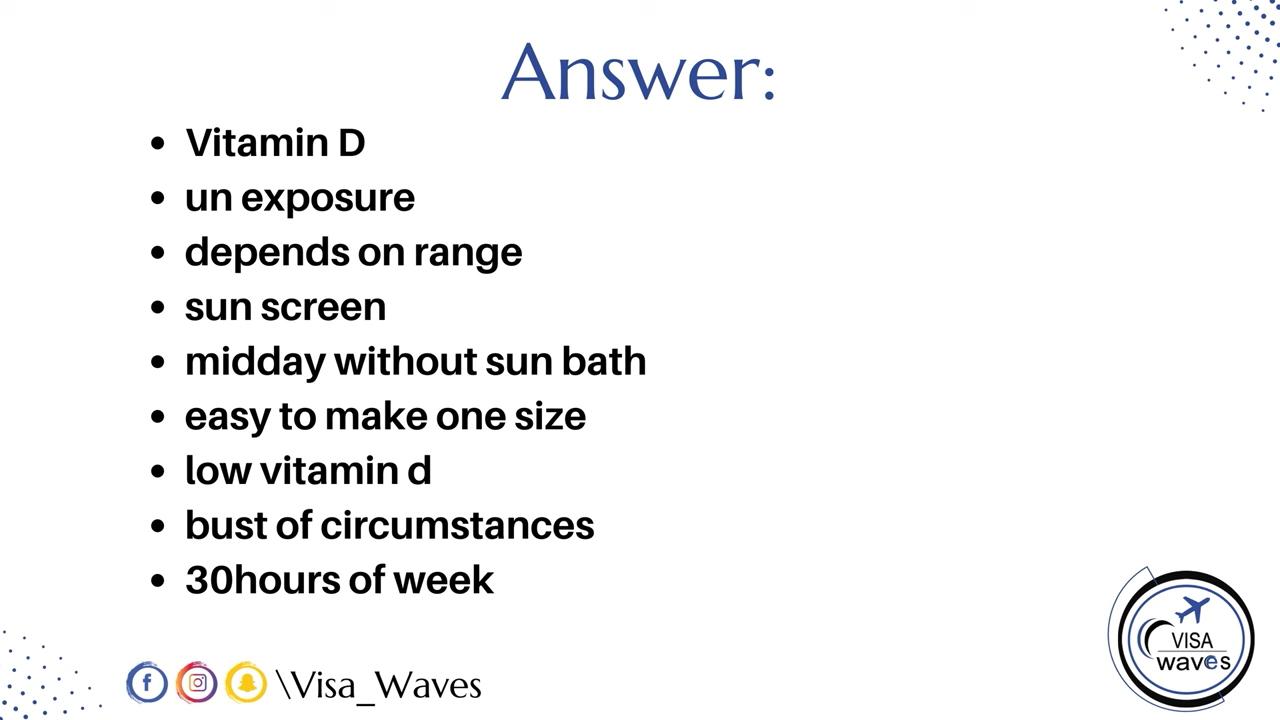 Answer:
• Vitamin D
• un exposure
• depends on range
• sun screen
• midday without sun bath
• easy to make one size
• low vitamin d
• bust of circumstances
• 30hours of week
\Visa_Waves
VISA
waves